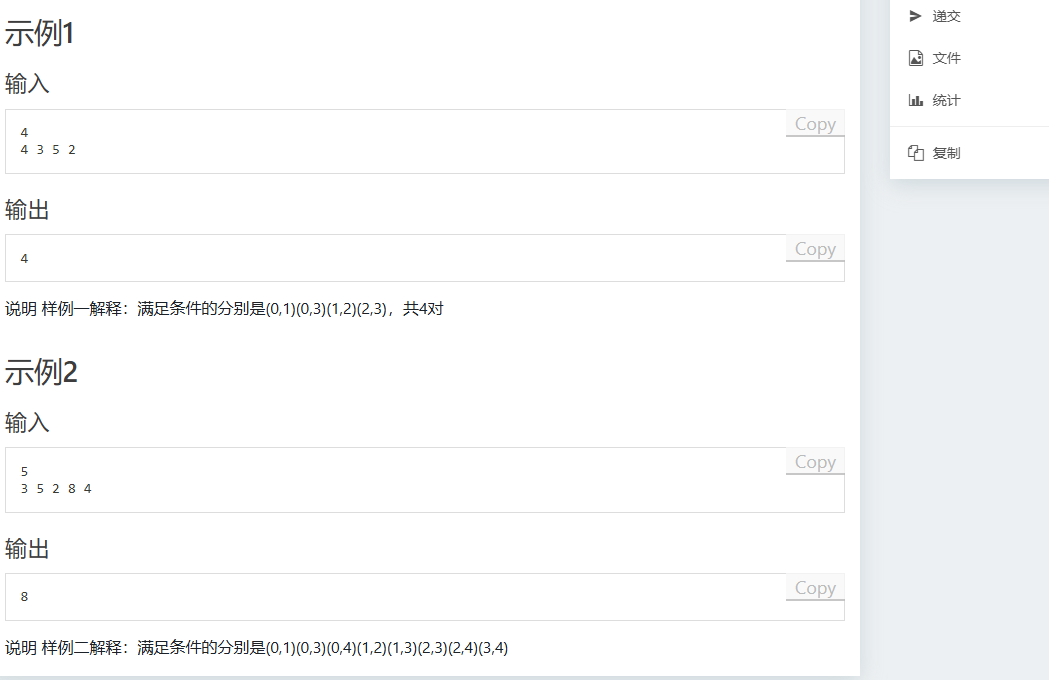 示例1
输入
Copy
4
4 3 5 2
输出
Copy
4
说明 样例一解释：满足条件的分别是(0,1)(0,3)(1,2)(2,3)，共4对
示例2
输入
Copy
5
3 5 2 8 4
输出
Copy
8
说明 样例二解释：满足条件的分别是(0,1)(0,3)(0,4)(1,2)(1,3)(2,3)(2,4)(3,4)
递交
文件
统计
复制